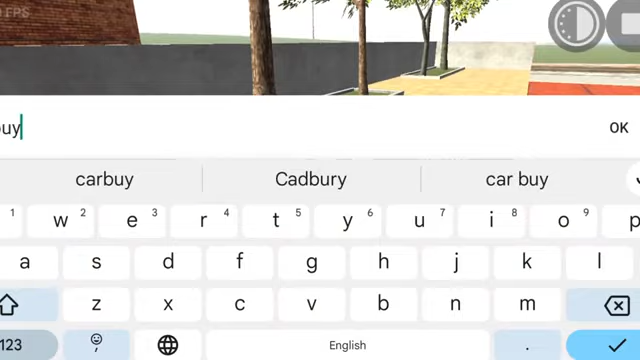 FPS
buy
OK
carbuy Cadbury car buy
1 w 2 e 3 r 4 t 5 y 6 u 7 i 8 o 9 p
a s d f g h j k l
z x c v b n m
123 , English .